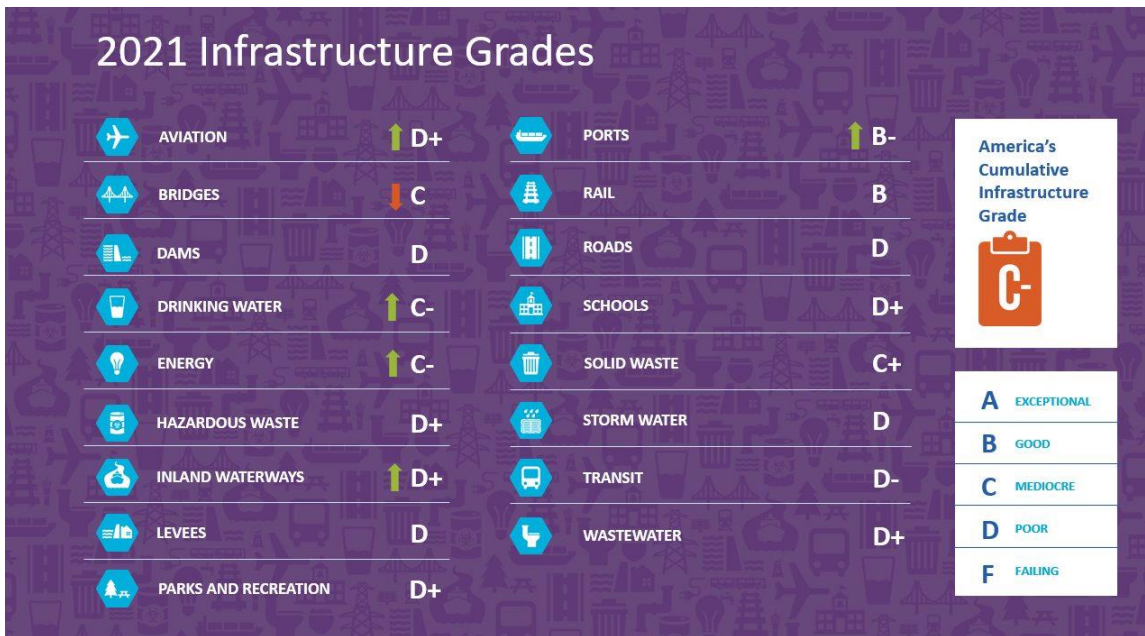 2021 Infrastructure Grades
AVIATION D+
BRIDGES C
DAMS D
DRINKING WATER C-
ENERGY C-
HAZARDOUS WASTE D+
INLAND WATERWAYS D+
LEVEES D
PARKS AND RECREATION D+
PORTS B-
RAIL B
ROADS D
SCHOOLS D+
SOLID WASTE C+
STORM WATER D
TRANSIT D-
WASTEWATER D+
America's
Cumulative
Infrastructure
Grade
C-
A EXCEPTIONAL
B GOOD
C MEDIOCRE
D POOR
F FAILING